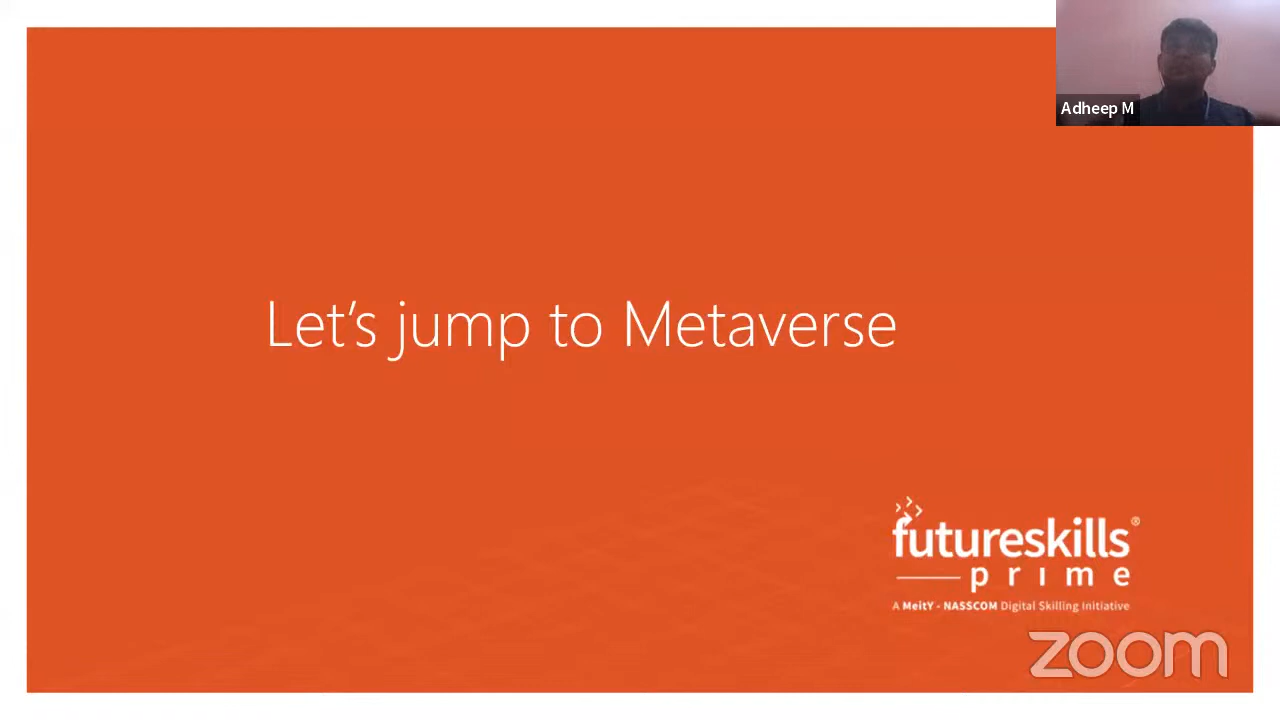 Adheep M
Let's jump to Metaverse
futureskills®
prime
A MeitY - NASSCOM Digital Skilling Initiative
zoom